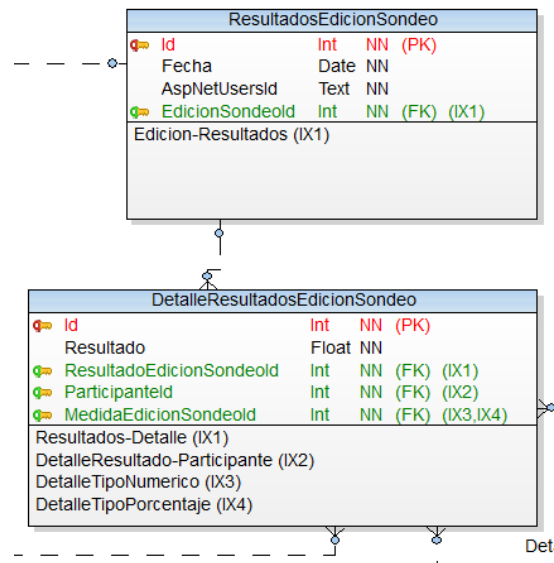 ResultadosEdicionSondeo
Id Int NN (PK)
Fecha Date NN
AspNetUsersId Text NN
EdicionSondeoId Int NN (FK) (IX1)
Edicion-Resultados (IX1)
DetalleResultadosEdicionSondeo
Id Int NN (PK)
Resultado Float NN
ResultadoEdicionSondeoId Int NN (FK) (IX1)
ParticipanteId Int NN (FK) (IX2)
MedidaEdicionSondeoId Int NN (FK) (IX3,IX4)
Resultados-Detalle (IX1)
DetalleResultado-Participante (IX2)
DetalleTipoNumerico (IX3)
DetalleTipoPorcentaje (IX4)
Det